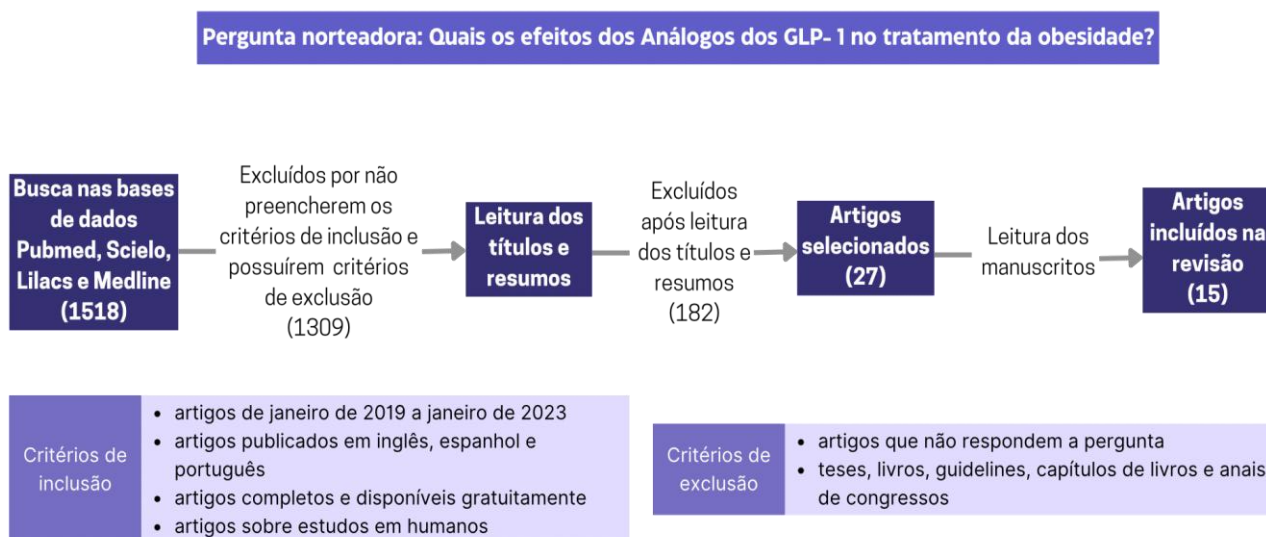 Pergunta norteadora: Quais os efeitos dos Análogos dos GLP- 1 no tratamento da obesidade?
Busca nas bases
de dados
Pubmed, Scielo,
Lilacs e Medline
(1518)
Excluídos por não
preencherem os
critérios de inclusão e
possuírem critérios
de exclusão
(1309)
Leitura dos
títulos e
resumos
Excluídos
após leitura
dos títulos e
resumos
(182)
Artigos
selecionados
(27)
Leitura dos
manuscritos
Artigos
incluídos na
revisão
(15)
Critérios de
inclusão
• artigos de janeiro de 2019 a janeiro de 2023
• artigos publicados em inglês, espanhol e
português
• artigos completos e disponíveis gratuitamente
• artigos sobre estudos em humanos
Critérios de
exclusão
• artigos que não respondem a pergunta
• teses, livros, guidelines, capítulos de livros e anais
de congressos